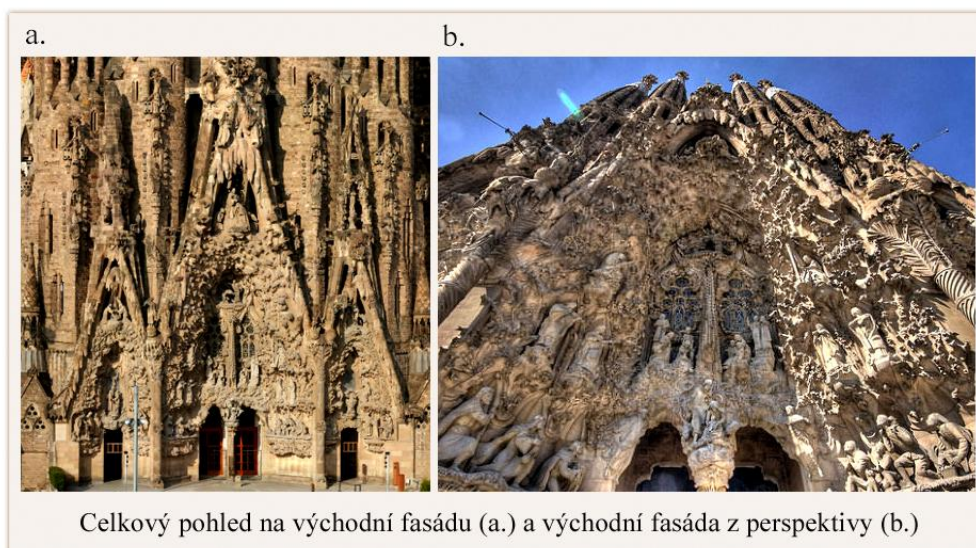 a.
b.
Celkový pohled na východní fasádu (a.) a východní fasáda z perspektivy (b.)